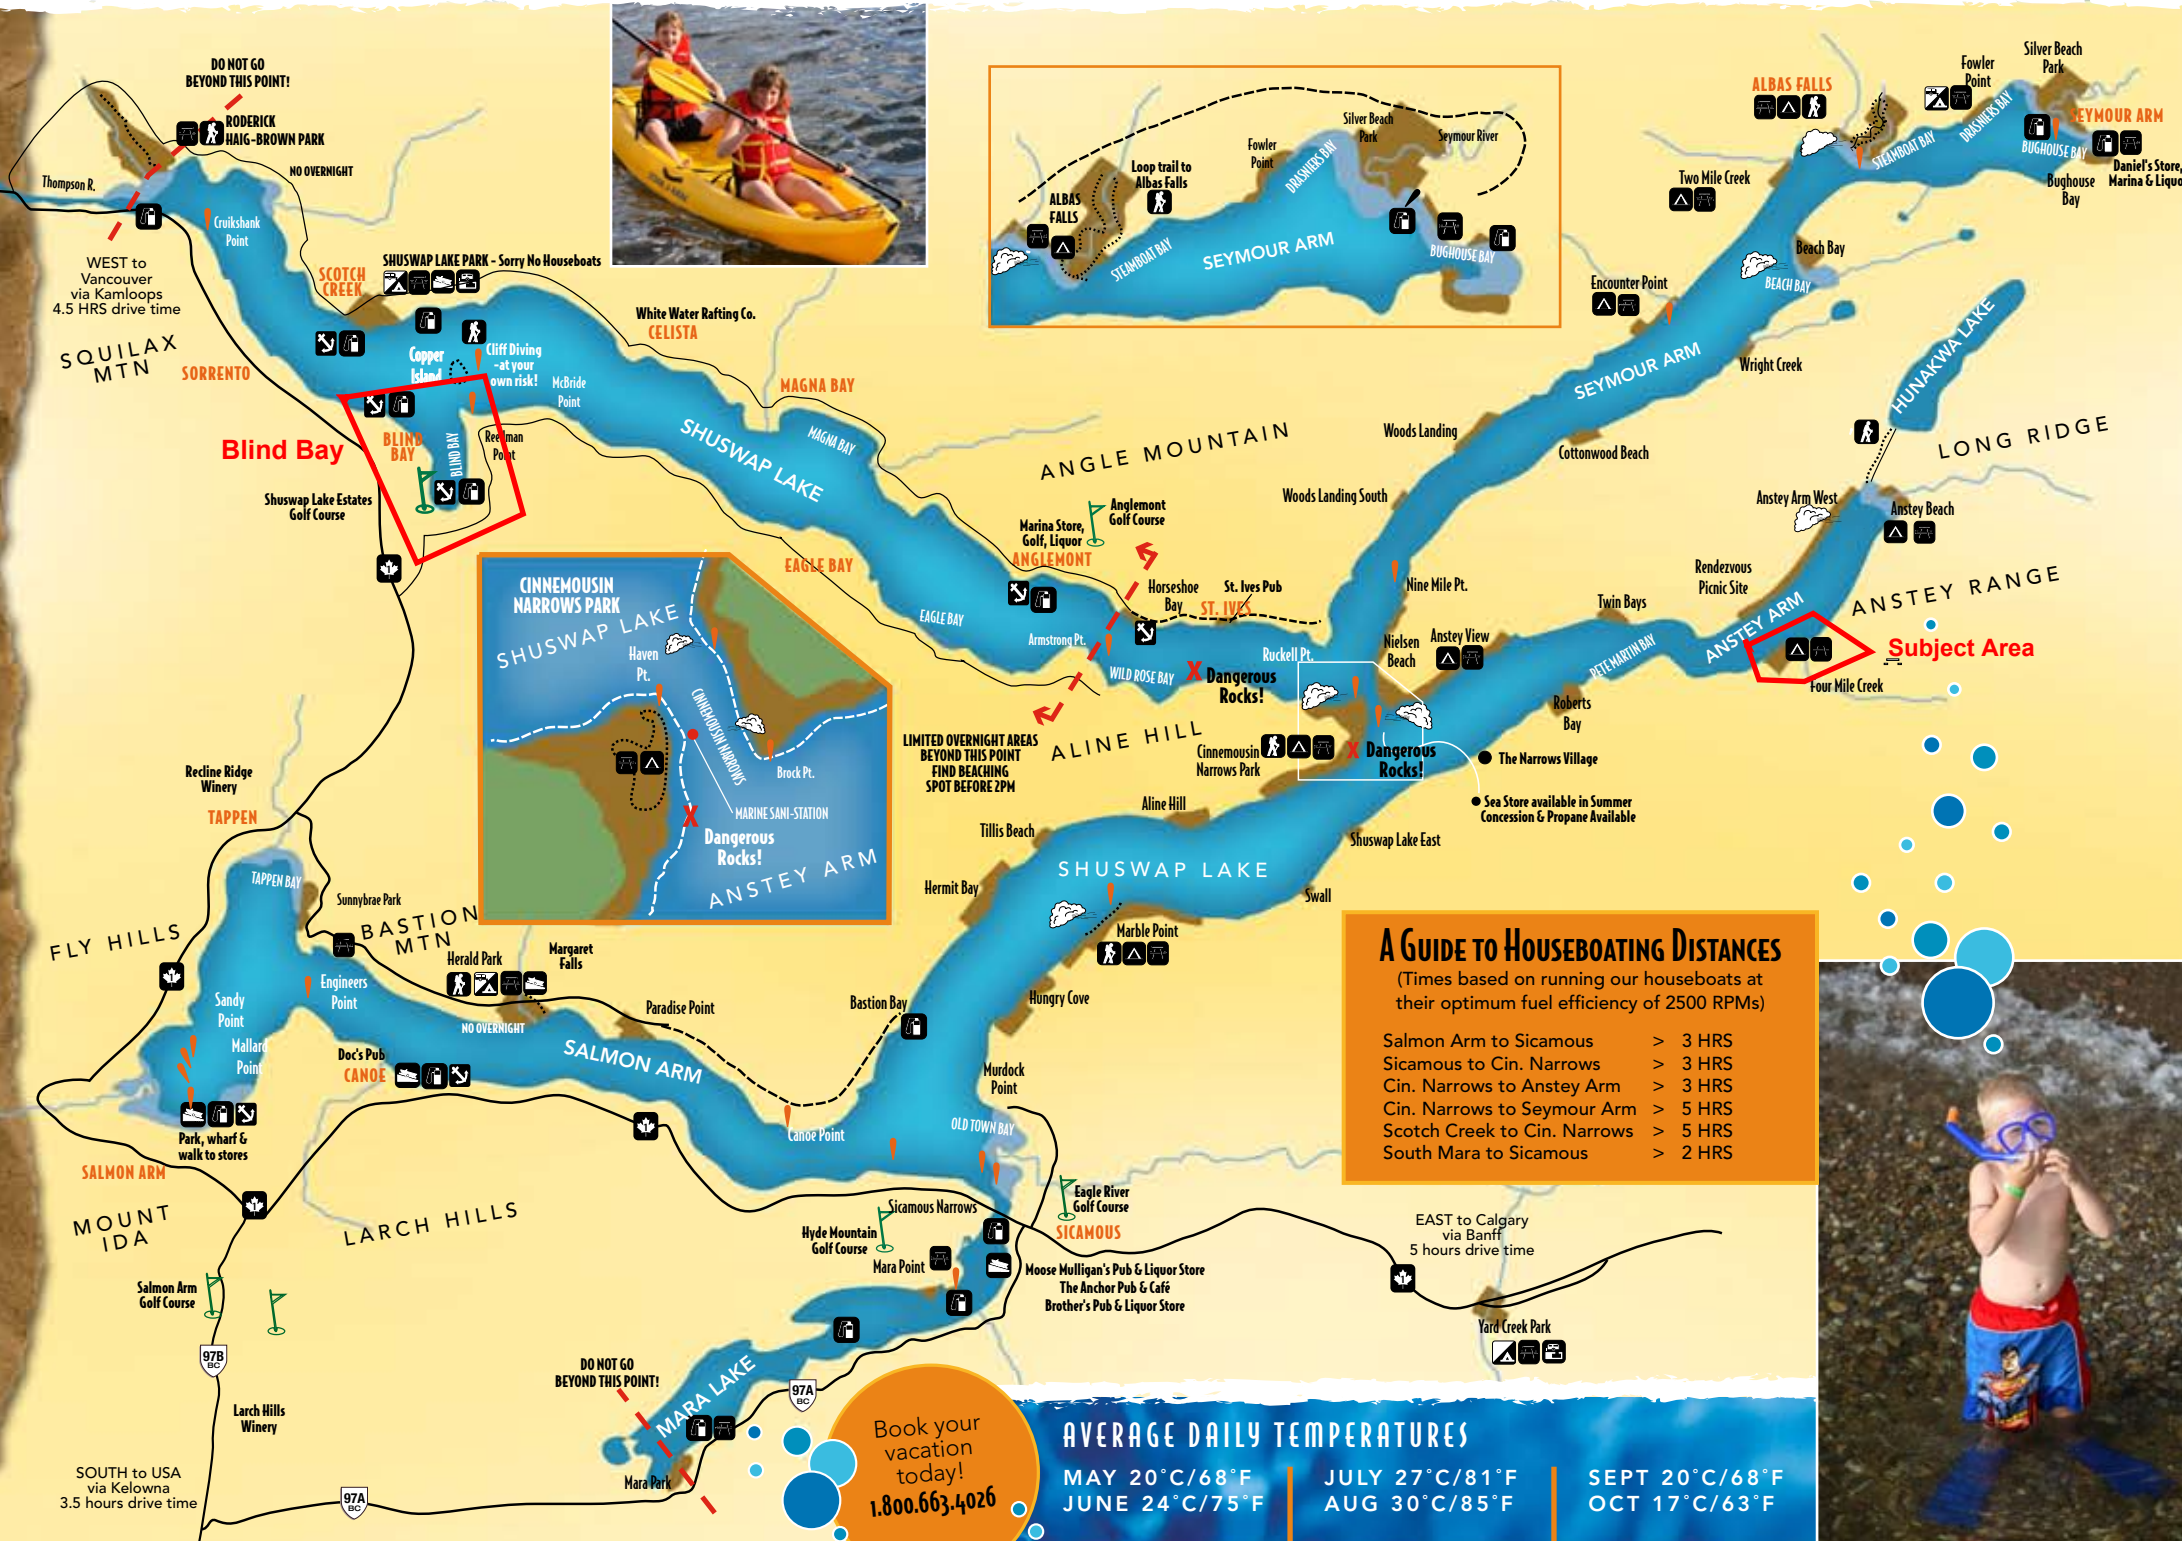 DO NOT GO
BEYOND THIS POINT!
RODERICK
HAIG-BROWN PARK
NO OVERNIGHT
Thompson R.
Cruikshank
Point
WEST to
Vancouver
via Kamloops
4.5 HRS drive time
SQUILAX
MTN
SORRENTO
SCOTCH
CREEK
SHUSWAP LAKE PARK - Sorry No Houseboats
White Water Rafting Co.
CELISTA
Copper
Island
Cliff Diving
-at your
own risk!
McBride
Point
MAGNA BAY
MAGNA BAY
SHUSWAP LAKE
Blind Bay
BLIND
BAY
BLIND BAY
Reedman
Point
Shuswap Lake Estates
Golf Course
1
EAGLE BAY
EAGLE BAY
ANGLE MOUNTAIN
Anglemont
Golf Course
Marina Store,
Golf, Liquor
ANGLEMONT
Horseshoe
Bay
St. Ives Pub
ST. IVES
Armstrong Pt.
WILD ROSE BAY
Dangerous
Rocks!
X
Ruckell Pt.
LIMITED OVERNIGHT AREAS
BEYOND THIS POINT
FIND BEACHING
SPOT BEFORE 2PM
ALINE HILL
Cinnemousin
Narrows Park
X
Dangerous
Rocks!
The Narrows Village
Sea Store available in Summer
Concession & Propane Available
ALBAS
FALLS
Loop trail to
Albas Falls
Fowler
Point
Silver Beach
Park
Seymour River
DRASNIERS BAY
STEAMBOAT BAY
SEYMOUR ARM
BUGHOUSE BAY
ALBAS FALLS
Fowler
Point
Silver Beach
Park
SEYMOUR ARM
STEAMBOAT BAY
DRASNIERS BAY
BUGHOUSE BAY
Daniel's Store,
Marina & Liquo
Bughouse
Bay
Two Mile Creek
Beach Bay
BEACH BAY
Encounter Point
SEYMOUR ARM
Wright Creek
Woods Landing
Cottonwood Beach
Woods Landing South
Nine Mile Pt.
Nielsen
Beach
Anstey View
Twin Bays
PETE MARTIN BAY
Roberts
Bay
HUNAKWA LAKE
LONG RIDGE
Anstey Arm West
Anstey Beach
Rendezvous
Picnic Site
ANSTEY RANGE
ANSTEY ARM
Subject Area
Four Mile Creek
CINNEMOUSIN
NARROWS PARK
SHUSWAP LAKE
Haven
Pt.
CINNEMOUSIN NARROWS
Brock Pt.
MARINE SANI-STATION
X
Dangerous
Rocks!
ANSTEY ARM
Aline Hill
Tillis Beach
Shuswap Lake East
SHUSWAP LAKE
Hermit Bay
Swall
Marble Point
Hungry Cove
Recline Ridge
Winery
TAPPEN
TAPPEN BAY
Sunnybrae Park
FLY HILLS
BASTION
MTN
1
Herald Park
Margaret
Falls
Engineers
Point
Sandy
Point
NO OVERNIGHT
Paradise Point
Bastion Bay
Mallard
Point
Doc's Pub
CANOE
SALMON ARM
Murdock
Point
1
Canoe Point
OLD TOWN BAY
Park, wharf &
walk to stores
SALMON ARM
1
MOUNT
IDA
LARCH HILLS
Sicamous Narrows
Eagle River
Golf Course
SICAMOUS
Hyde Mountain
Golf Course
Mara Point
Moose Mulligan's Pub & Liquor Store
The Anchor Pub & Café
Brother's Pub & Liquor Store
Salmon Arm
Golf Course
97B
BC
Larch Hills
Winery
DO NOT GO
BEYOND THIS POINT!
MARA LAKE
97A
BC
Mara Park
SOUTH to USA
via Kelowna
3.5 hours drive time
97A
BC
A GUIDE TO HOUSEBOATING DISTANCES
(Times based on running our houseboats at
their optimum fuel efficiency of 2500 RPMs)
Salmon Arm to Sicamous > 3 HRS
Sicamous to Cin. Narrows > 3 HRS
Cin. Narrows to Anstey Arm > 3 HRS
Cin. Narrows to Seymour Arm > 5 HRS
Scotch Creek to Cin. Narrows > 5 HRS
South Mara to Sicamous > 2 HRS
EAST to Calgary
via Banff
5 hours drive time
1
Yard Creek Park
Book your
vacation
today!
1.800.663.4026
AVERAGE DAILY TEMPERATURES
MAY 20°C/68°F
JUNE 24°C/75°F
JULY 27°C/81°F
AUG 30°C/85°F
SEPT 20°C/68°F
OCT 17°C/63°F